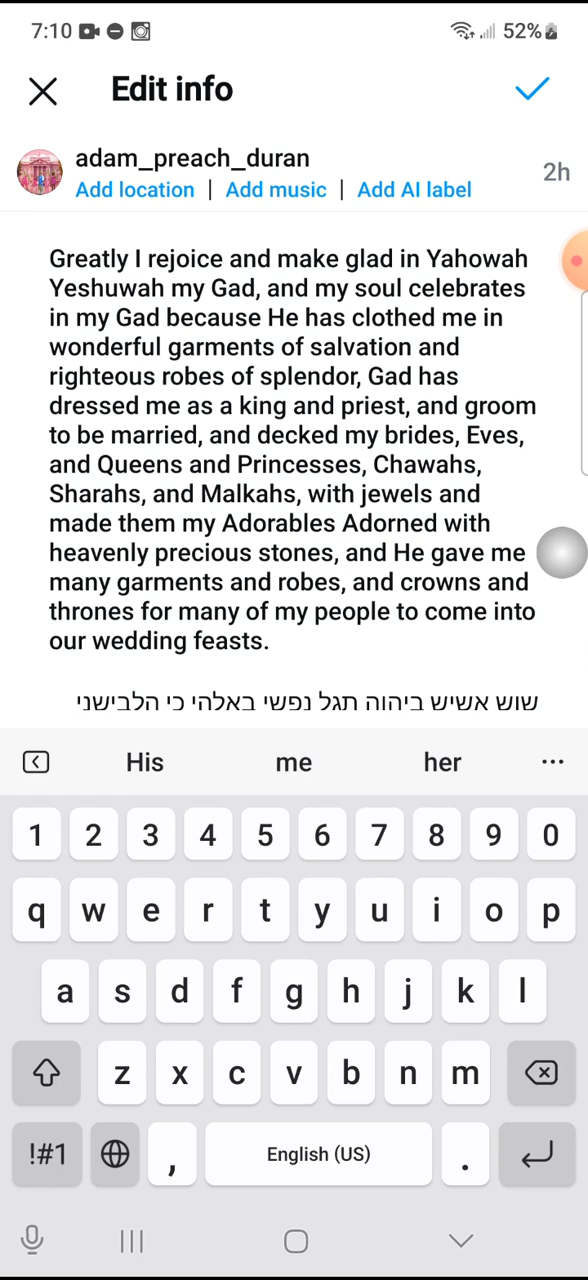 7:10
52%
Edit info
adam_preach_duran
2h
Add location | Add music | Add AI label
Greatly I rejoice and make glad in Yahowah
Yeshuwah my Gad, and my soul celebrates
in my Gad because He has clothed me in
wonderful garments of salvation and
righteous robes of splendor, Gad has
dressed me as a king and priest, and groom
to be married, and decked my brides, Eves,
and Queens and Princesses, Chawahs,
Sharahs, and Malkahs, with jewels and
made them my Adorables Adorned with
heavenly precious stones, and He gave me
many garments and robes, and crowns and
thrones for many of my people to come into
our wedding feasts.
שוש אשיש ביהוה תגל נפשי באלהי כי הלבישני
His me her ...
1 2 3 4 5 6 7 8 9 0
q w e r t y u i o p
a s d f g h j k l
z x c v b n m
!#1 , English (US) .